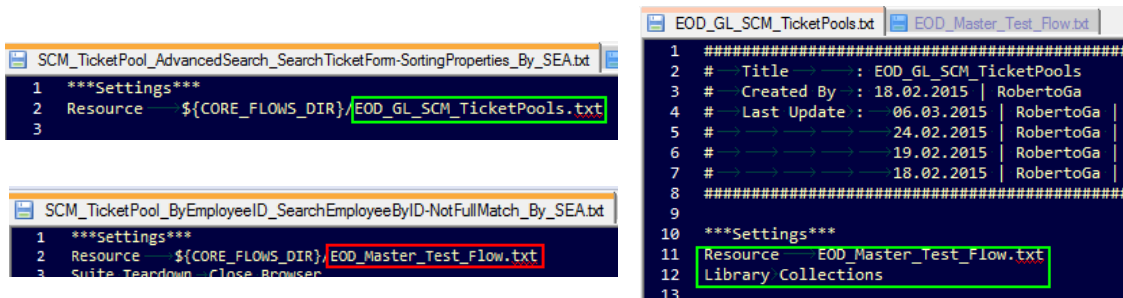 SCM_TicketPool_AdvancedSearch_SearchTicketForm-SortingProperties_By_SEA.txt
1 ***Settings***
2 Resource ${CORE_FLOWS_DIR}/EOD_GL_SCM_TicketPools.txt
3
SCM_TicketPool_ByEmployeeID_SearchEmployeeByID-NotFullMatch_By_SEA.txt
1 ***Settings***
2 Resource ${CORE_FLOWS_DIR}/EOD_Master_Test_Flow.txt
3 Suite Teardown Close Browser
EOD_GL_SCM_TicketPools.txt EOD_Master_Test_Flow.txt
1 ############################################
2 # Title : EOD_GL_SCM_TicketPools
3 # Created By : 18.02.2015 | RobertoGa
4 # Last Update : 06.03.2015 | RobertoGa |
5 # 24.02.2015 | RobertoGa |
6 # 19.02.2015 | RobertoGa |
7 # 18.02.2015 | RobertoGa |
8 ############################################
9
10 ***Settings***
11 Resource EOD_Master_Test_Flow.txt
12 Library Collections
13